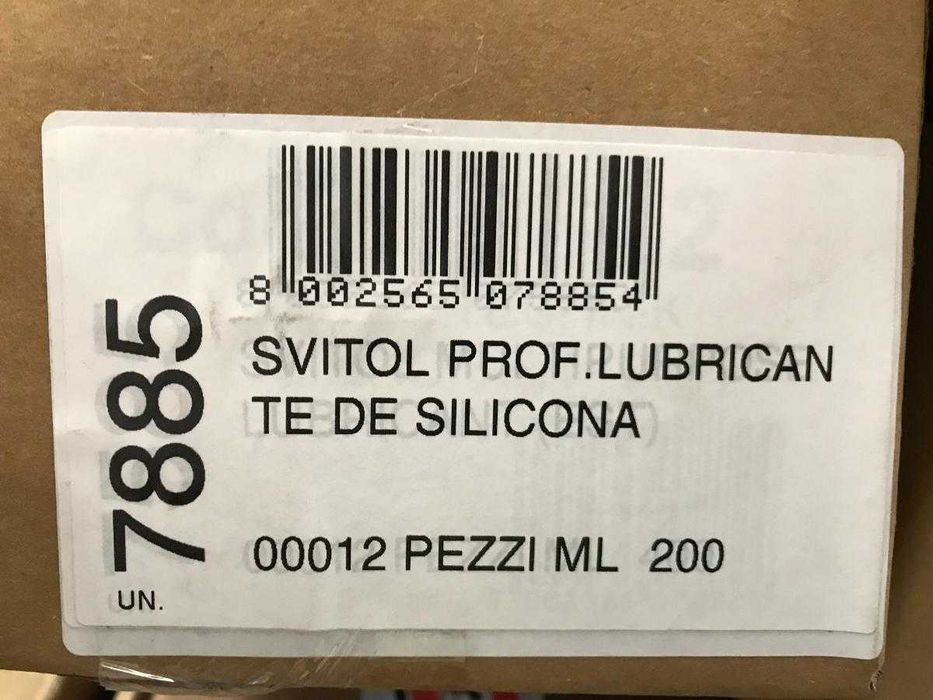 8 002565 078854
SVITOL PROF.LUBRICAN
TE DE SILICONA
00012 PEZZI ML 200
7885
UN.